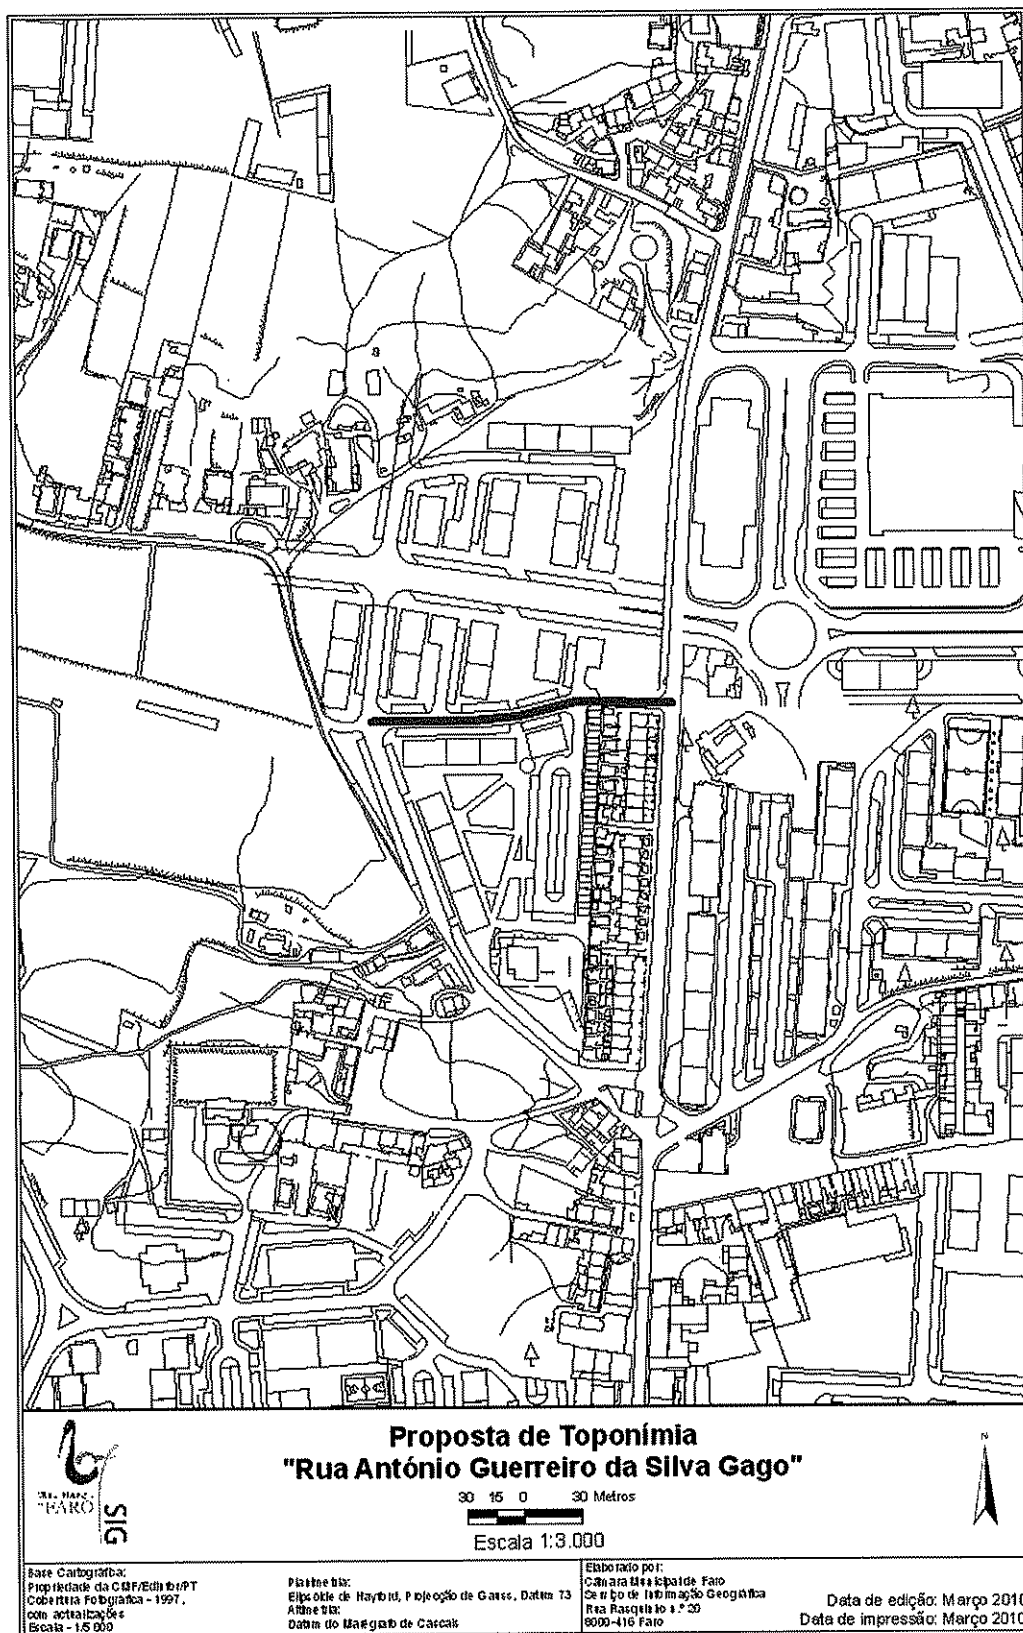 Proposta de Toponímia
"Rua António Guerreiro da Silva Gago"
30 15 0 30 Metros
Escala 1:3.000
N
FARO
SIG
Base Cartográfica:
Propriedade da CMF/Edinfor/PT
Cobertura Fotográfica - 1997,
com actualizações
Escala - 1:5 000
Planimetria:
Elipsóide de Hayford, Projecção de Gauss, Datum 73
Altimetria:
Datum do Marégrafo de Cascais
Elaborado por:
Câmara Municipal de Faro
Serviço de Informação Geográfica
Rua Rasquinho n.º 20
8000-416 Faro
Data de edição: Março 2010
Data de impressão: Março 2010